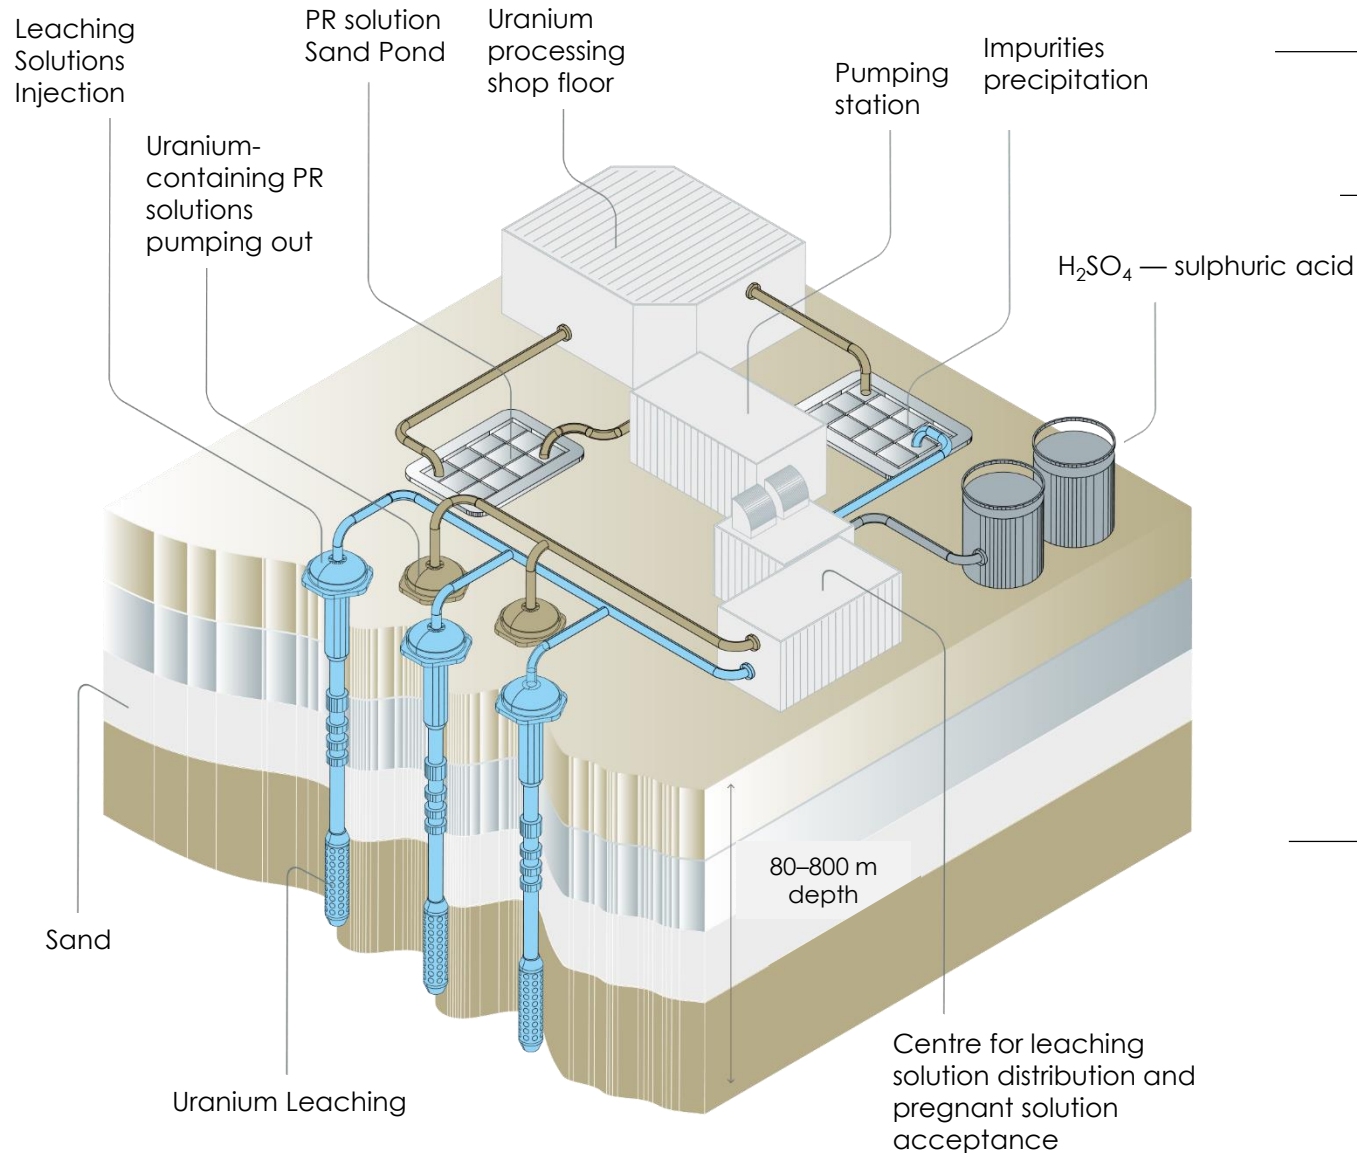 Leaching
Solutions
Injection
PR solution
Sand Pond
Uranium
processing
shop floor
Pumping
station
Impurities
precipitation
Uranium-
containing PR
solutions
pumping out
H₂SO₄ — sulphuric acid
80–800 m
depth
Sand
Uranium Leaching
Centre for leaching
solution distribution and
pregnant solution
acceptance